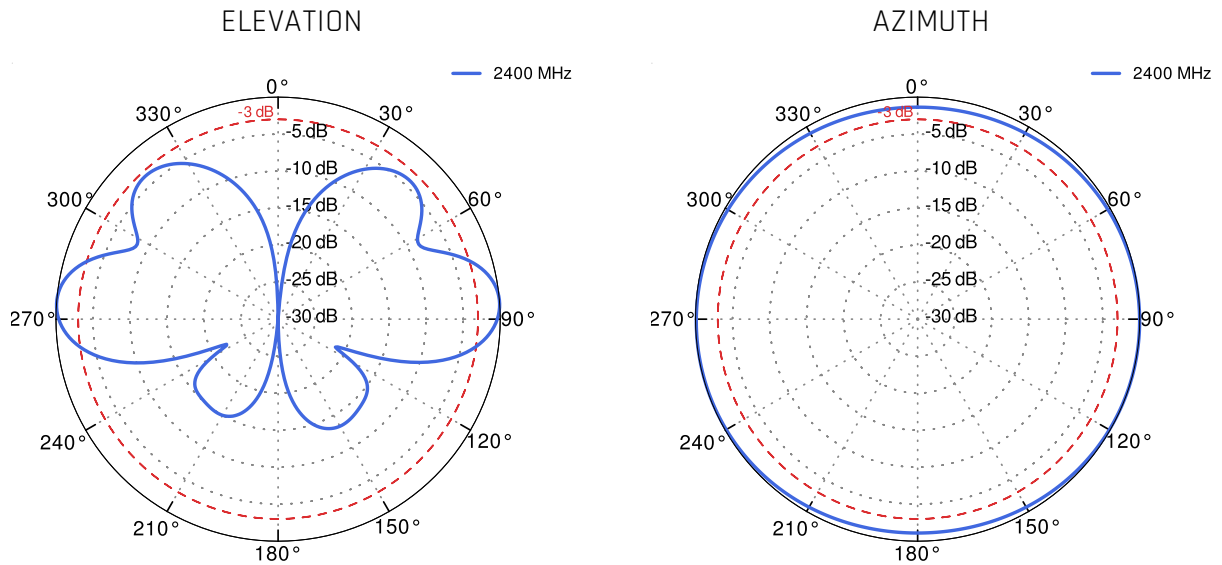 ELEVATION
2400 MHz
0°
330°
-3 dB
30°
-5 dB
-10 dB
300°
60°
-15 dB
-20 dB
-25 dB
270°
-30 dB
90°
240°
120°
210°
150°
180°
AZIMUTH
2400 MHz
0°
330°
-3 dB
30°
-5 dB
-10 dB
300°
60°
-15 dB
-20 dB
-25 dB
270°
-30 dB
90°
240°
120°
210°
150°
180°